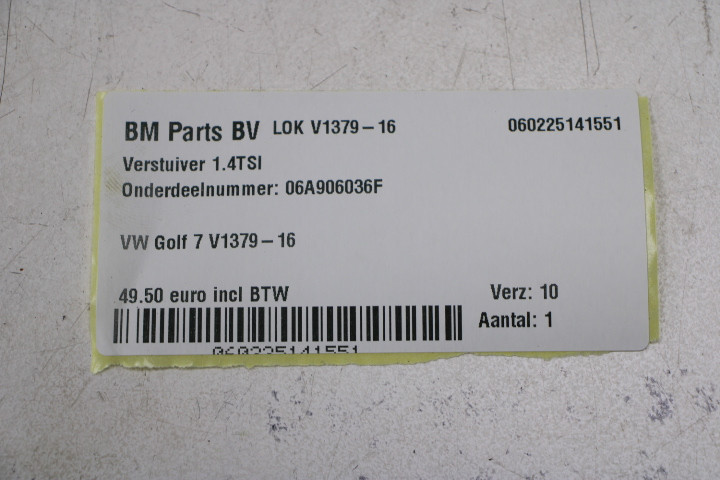 BM Parts BV LOK V1379-16 060225141551
Verstuiver 1.4TSI
Onderdeelnummer: 06A906036F
VW Golf 7 V1379-16
49.50 euro incl BTW Verz: 10
Aantal: 1
060225141551